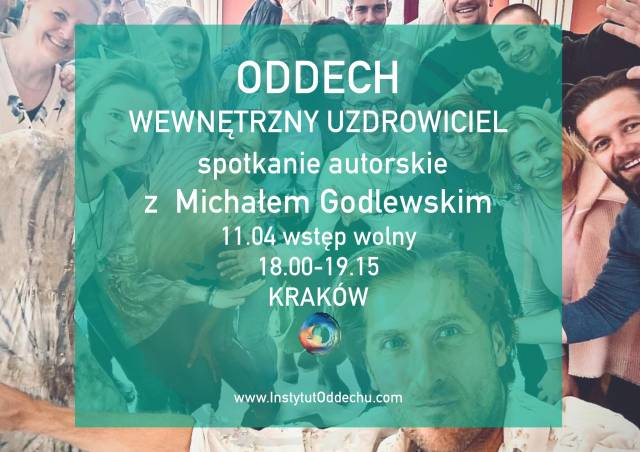 ODDECH
WEWNĘTRZNY UZDROWICIEL
spotkanie autorskie
z Michałem Godlewskim
11.04 wstęp wolny
18.00-19.15
KRAKÓW
www.InstytutOddechu.com